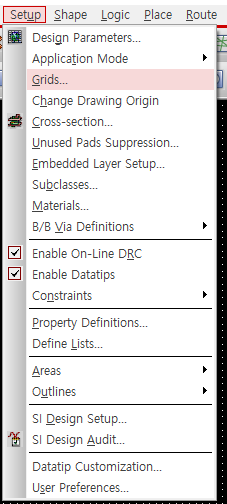 Setup Shape Logic Place Route
Design Parameters...
Application Mode
Grids...
Change Drawing Origin
Cross-section...
Unused Pads Suppression...
Embedded Layer Setup...
Subclasses...
Materials...
B/B Via Definitions
Enable On-Line DRC
Enable Datatips
Constraints
Property Definitions...
Define Lists...
Areas
Outlines
SI Design Setup...
SI Design Audit...
Datatip Customization...
User Preferences...